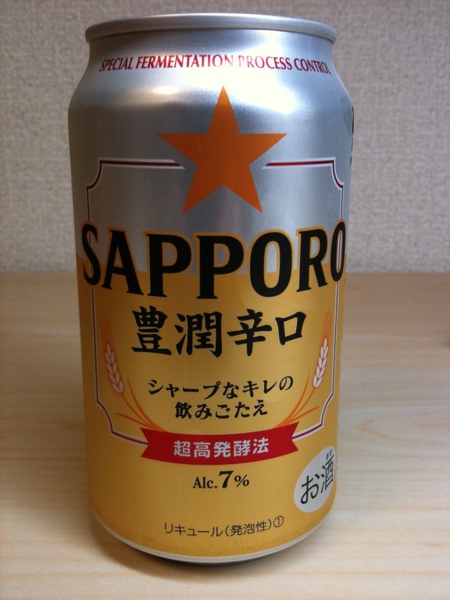 SPECIAL FERMENTATION PROCESS CONTROL
SAPPORO
豊潤辛口
シャープなキレの
飲みごたえ
超高発酵法
Alc.7%
お酒
リキュール(発泡性)①